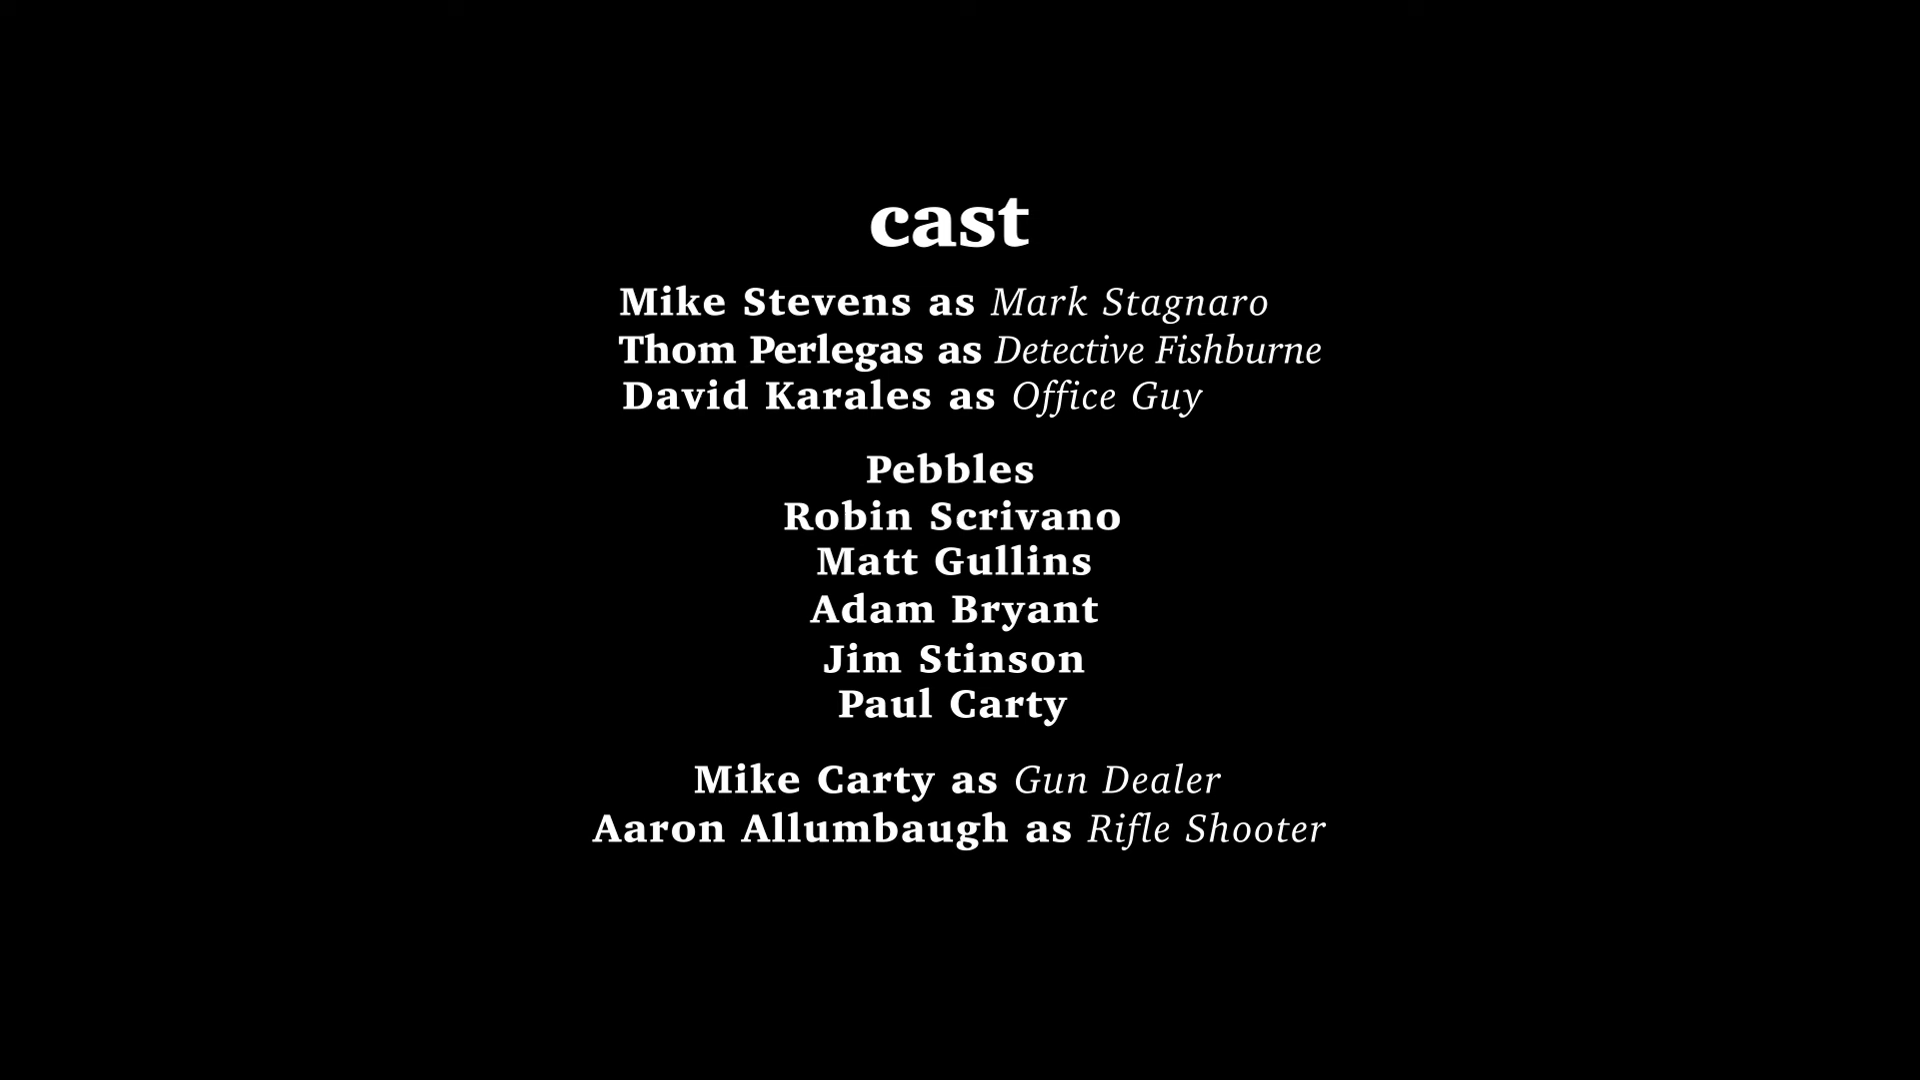 cast
Mike Stevens as Mark Stagnaro
Thom Perlegas as Detective Fishburne
David Karales as Office Guy
Pebbles
Robin Scrivano
Matt Gullins
Adam Bryant
Jim Stinson
Paul Carty
Mike Carty as Gun Dealer
Aaron Allumbaugh as Rifle Shooter